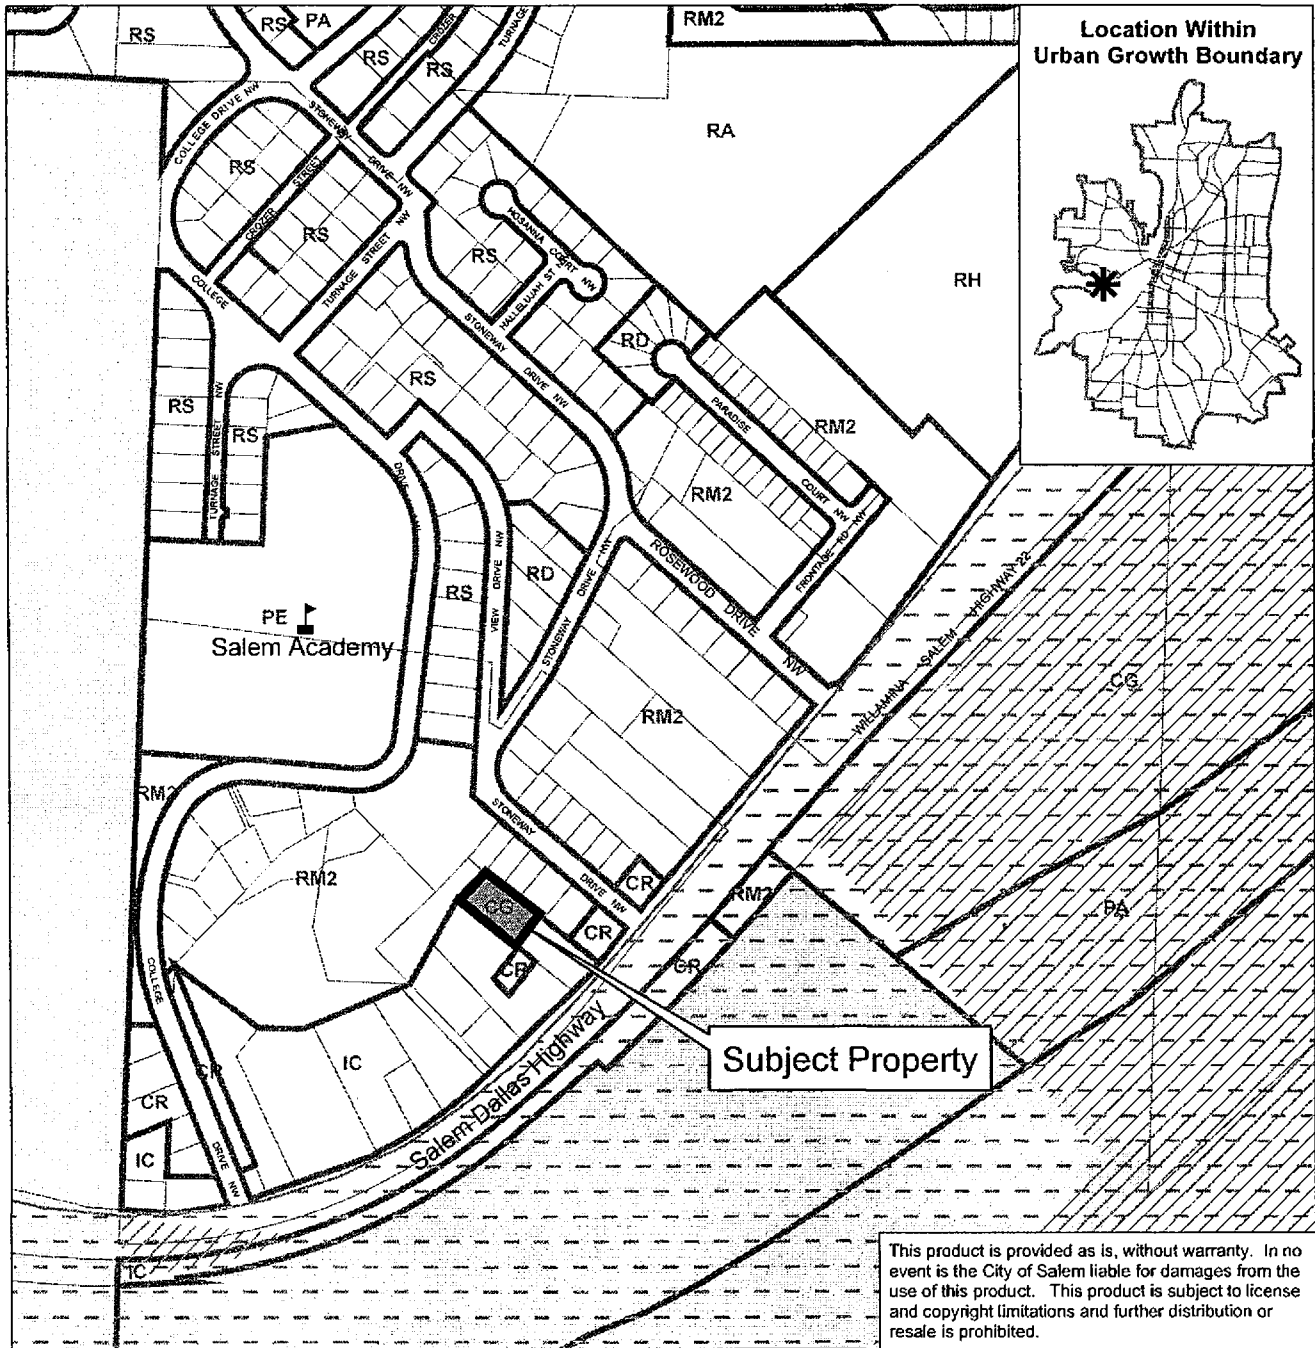 RS
RS
PA
RM2
Location Within
Urban Growth Boundary
RS
RS
CROZER
TURNAGE
COLLEGE DRIVE NW
STONEWAY
DRIVE NW
RA
RS
CROZER
STREET
RS
TURNAGE STREET NW
HOSANNA COURT NW
RS
HALLELUJAH ST
RH
COLLEGE
STONEWAY
DRIVE NW
RD
RS
RS
RS
TURNAGE STREET NW
PARADISE
COURT NW
RM2
DRIVE
RM2
FRONTAGE RD NW
ROSEWOOD DRIVE NW
RS
VIEW DRIVE NW
RD
STONEWAY DRIVE NW
PE
Salem Academy
WILLAMINA SALEM HIGHWAY 22
CG
RM2
RM2
STONEWAY
DRIVE NW
RM2
CR
CG
RM2
PA
CR
CR
CR
COLLEGE
DRIVE NW
CR
IC
Subject Property
CR
IC
Salem-Dallas Highway
IC
This product is provided as is, without warranty. In no
event is the City of Salem liable for damages from the
use of this product. This product is subject to license
and copyright limitations and further distribution or
resale is prohibited.